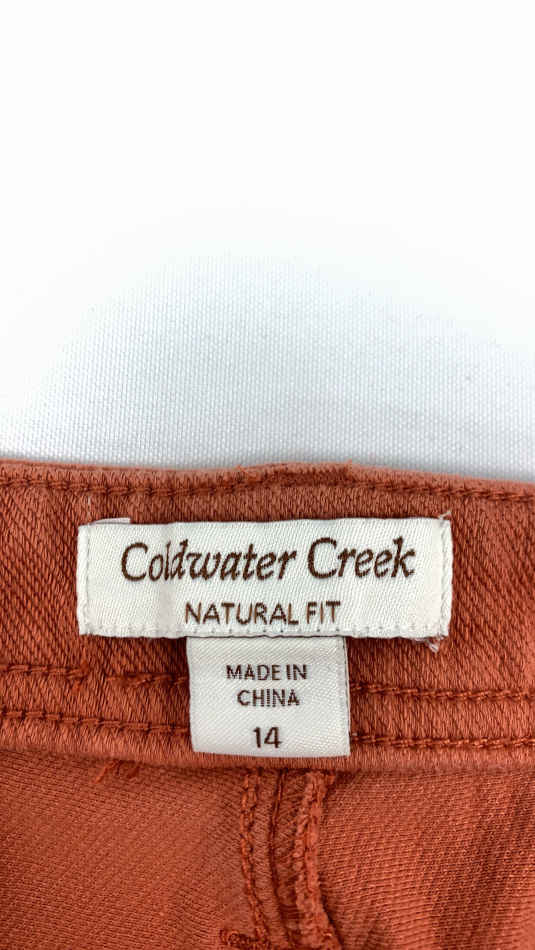 Coldwater Creek
NATURAL FIT
MADE IN
CHINA
14